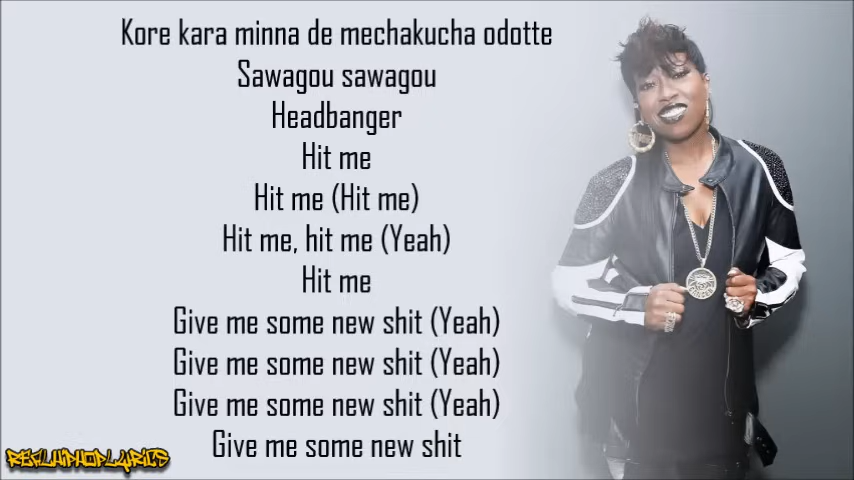 Kore kara minna de mechakucha odotte
Sawagou sawagou
Headbanger
Hit me
Hit me (Hit me)
Hit me, hit me (Yeah)
Hit me
Give me some new shit (Yeah)
Give me some new shit (Yeah)
Give me some new shit (Yeah)
Give me some new shit
REFLHIPHOPLYRICS